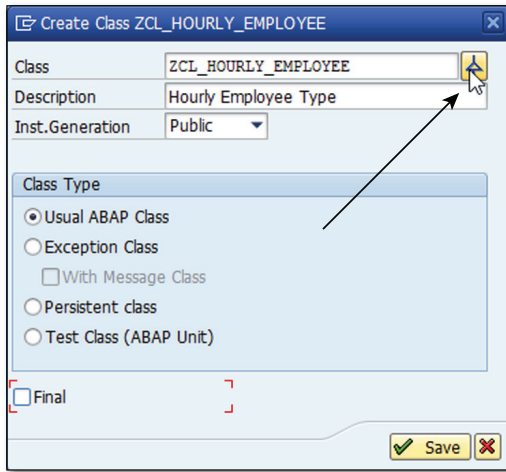 Create Class ZCL_HOURLY_EMPLOYEE
Class ZCL_HOURLY_EMPLOYEE
Description Hourly Employee Type
Inst.Generation Public
Class Type
Usual ABAP Class
Exception Class
With Message Class
Persistent class
Test Class (ABAP Unit)
Final
Save